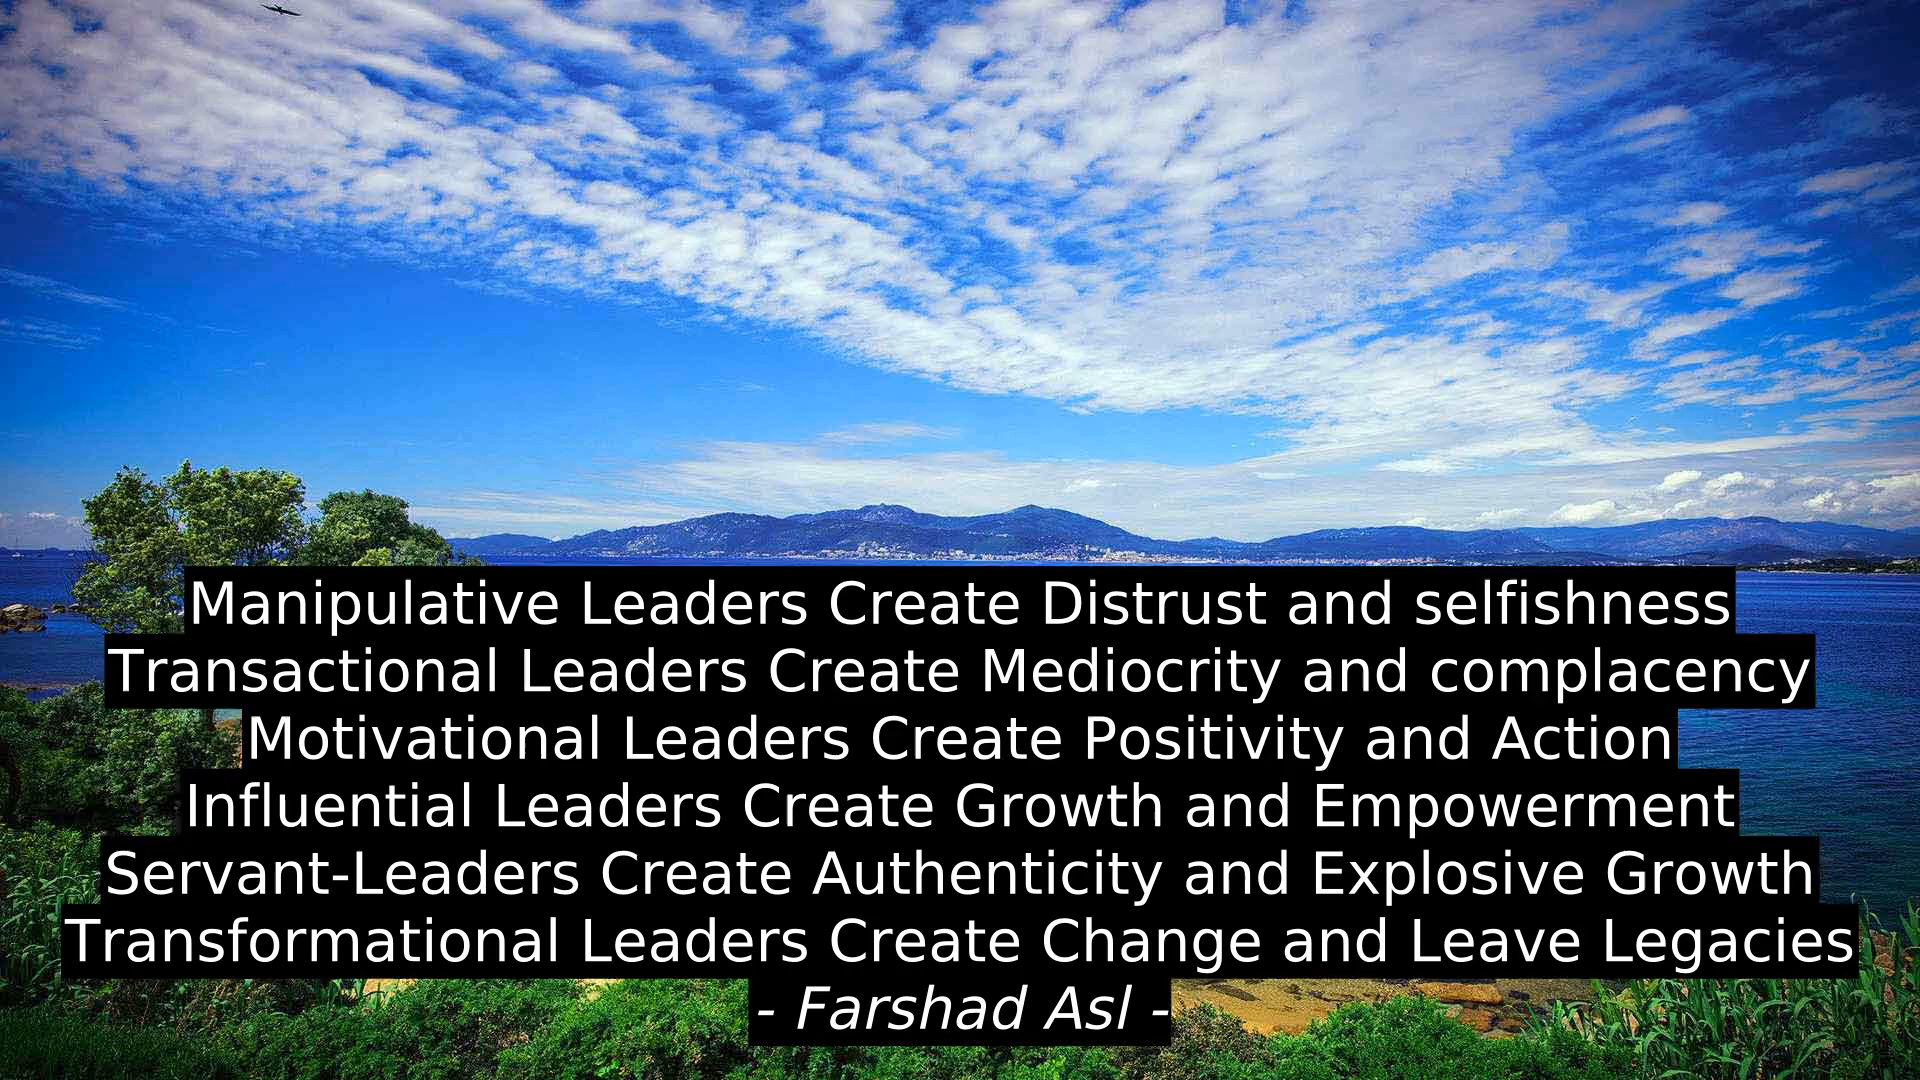 Manipulative Leaders Create Distrust and selfishness
Transactional Leaders Create Mediocrity and complacency
Motivational Leaders Create Positivity and Action
Influential Leaders Create Growth and Empowerment
Servant-Leaders Create Authenticity and Explosive Growth
Transformational Leaders Create Change and Leave Legacies
- Farshad Asl -